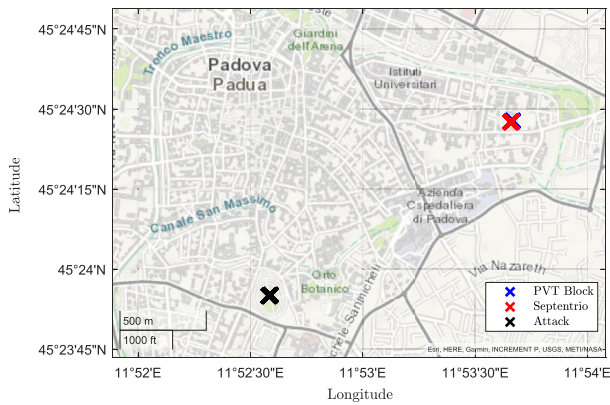 45°24'45"N
45°24'30"N
45°24'15"N
45°24'N
45°23'45"N
Latitude
Tronco Maestro
Giardini
dell'Arena
Padova
Padua
Istituti
Universitari
Canale San Massimo
Azienda
Ospedaliera
di Padova
Orto
Botanico
Via Nazareth
chele Sanmicheli
500 m
1000 ft
PVT Block
Septentrio
Attack
Esri, HERE, Garmin, INCREMENT P, USGS, METI/NASA
11°52'E
11°52'30"E
11°53'E
11°53'30"E
11°54'E
Longitude